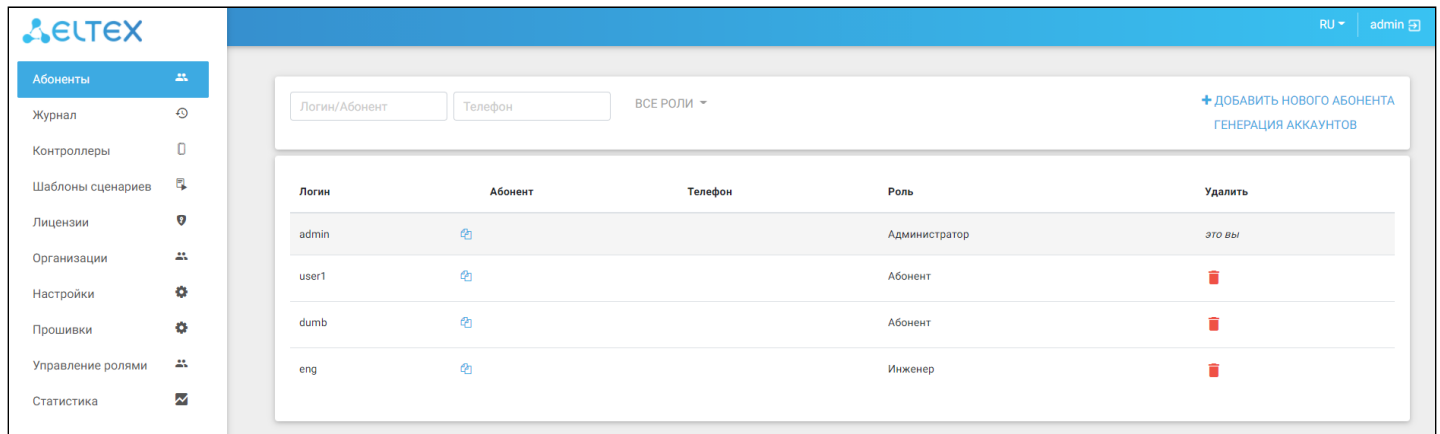 ELTEX
RU
admin
Абоненты
Журнал
Контроллеры
Шаблоны сценариев
Лицензии
Организации
Настройки
Прошивки
Управление ролями
Статистика
Логин/Абонент Телефон ВСЕ РОЛИ
+ ДОБАВИТЬ НОВОГО АБОНЕНТА
ГЕНЕРАЦИЯ АККАУНТОВ
Логин Абонент Телефон Роль Удалить
admin Администратор это вы
user1 Абонент
dumb Абонент
eng Инженер